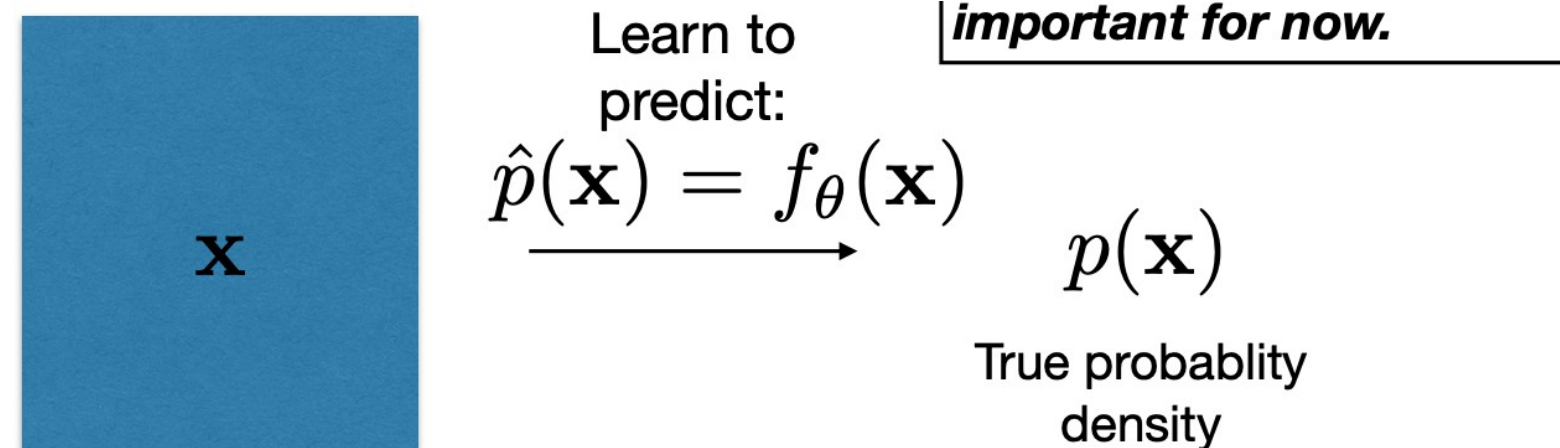 Learn to
predict:
important for now.
p̂(x) = f_θ(x)
x
p(x)
True probablity
density